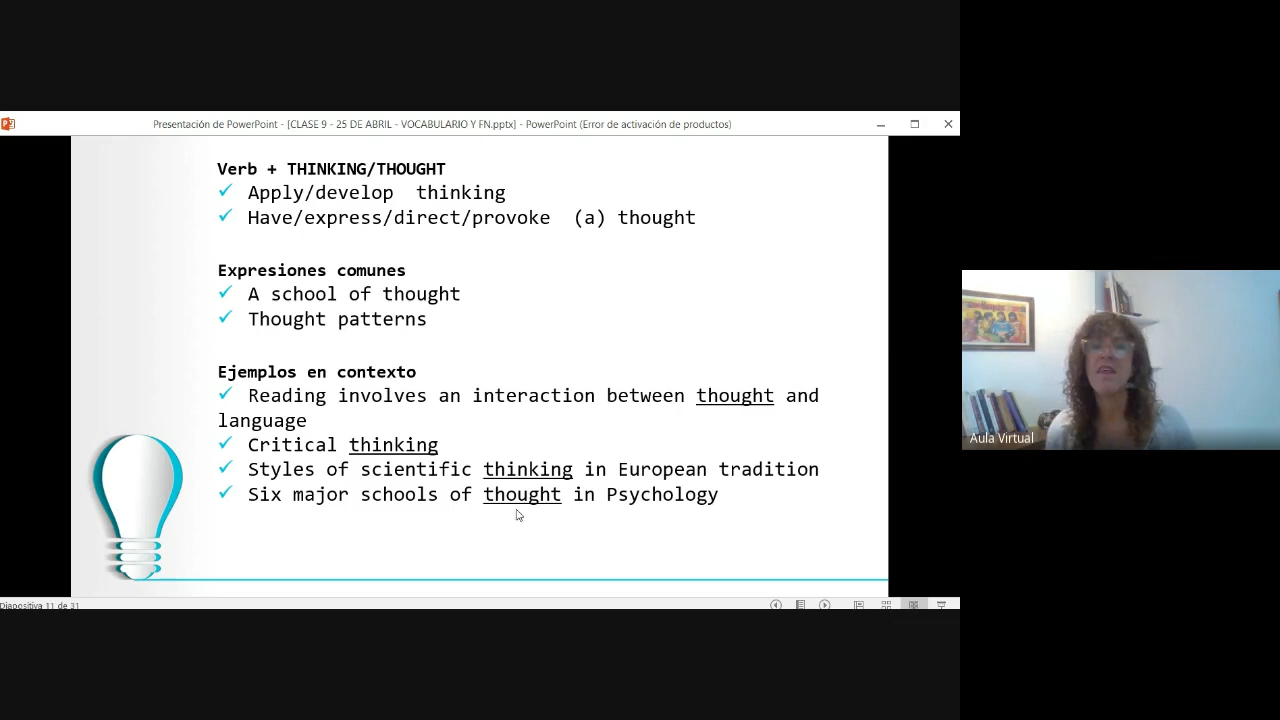 Presentación de PowerPoint - [CLASE 9 - 25 DE ABRIL - VOCABULARIO Y FN.pptx] - PowerPoint (Error de activación de productos)
Verb + THINKING/THOUGHT
✓ Apply/develop thinking
✓ Have/express/direct/provoke (a) thought
Expresiones comunes
✓ A school of thought
✓ Thought patterns
Ejemplos en contexto
✓ Reading involves an interaction between thought and
language
✓ Critical thinking
✓ Styles of scientific thinking in European tradition
✓ Six major schools of thought in Psychology
Diapositiva 11 de 31
Aula Virtual